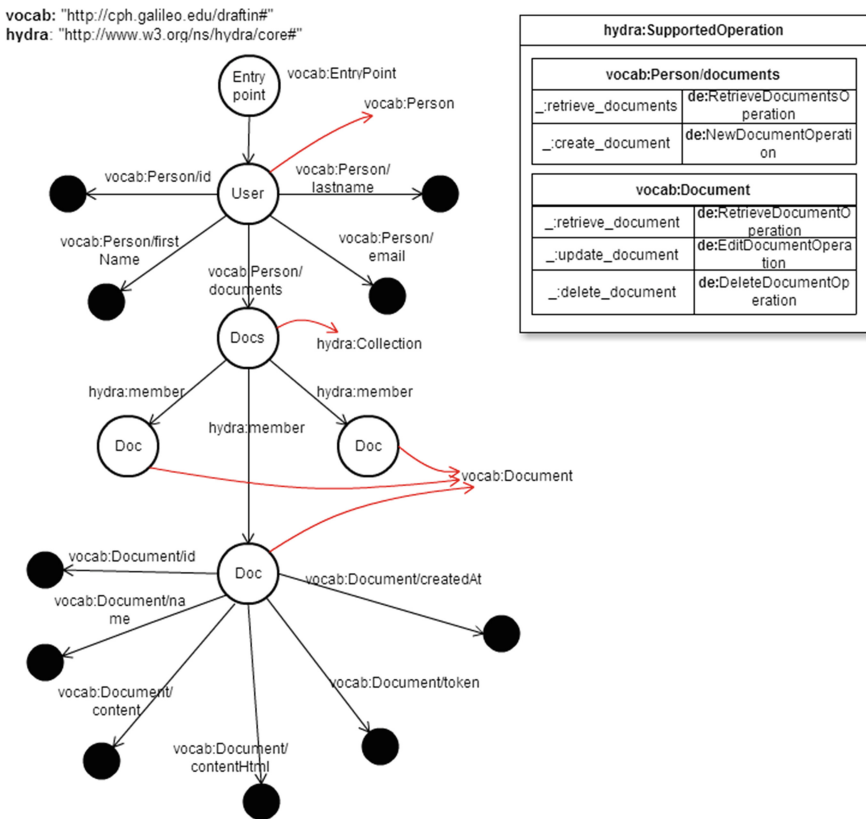 vocab: "http://cph.galileo.edu/draftin#"
hydra: "http://www.w3.org/ns/hydra/core#"
Entry
point
vocab:EntryPoint
vocab:Person
vocab:Person/id
User
vocab:Person/
lastname
vocab:Person/first
Name
vocab:Person/
email
vocab:Person/
documents
Docs
hydra:Collection
hydra:member
hydra:member
hydra:member
Doc
Doc
vocab:Document
vocab:Document/id
Doc
vocab:Document/createdAt
vocab:Document/na
me
vocab:Document/
content
vocab:Document/token
vocab:Document/
contentHtml
hydra:SupportedOperation
vocab:Person/documents
_:retrieve_documents
de:RetrieveDocumentsO
peration
_:create_document
de:NewDocumentOperati
on
vocab:Document
_:retrieve_document
de:RetrieveDocumentO
peration
_:update_document
de:EditDocumentOpera
tion
_:delete_document
de:DeleteDocumentOp
eration